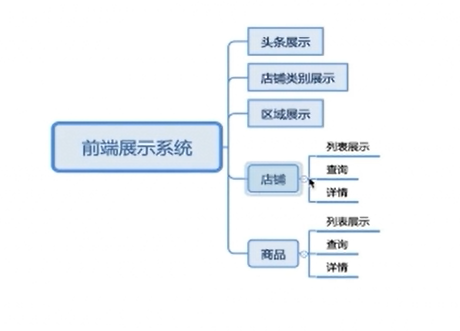 前端展示系统
头条展示
店铺类别展示
区域展示
店铺
列表展示
查询
详情
商品
列表展示
查询
详情